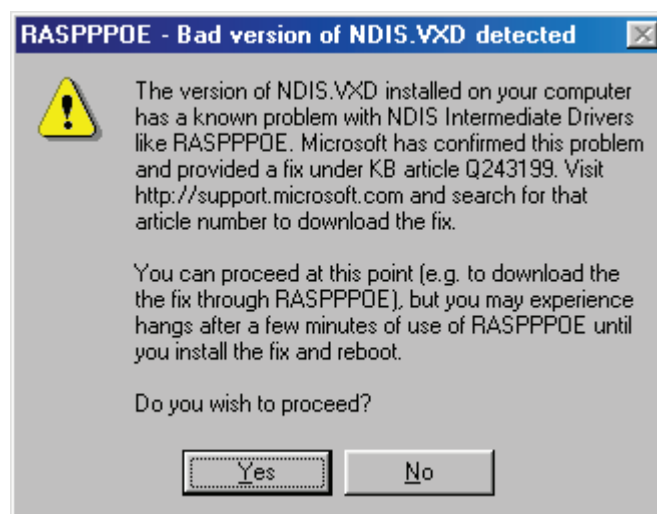 RASPPPOE - Bad version of NDIS.VXD detected
The version of NDIS.VXD installed on your computer
has a known problem with NDIS Intermediate Drivers
like RASPPPOE. Microsoft has confirmed this problem
and provided a fix under KB article Q243199. Visit
http://support.microsoft.com and search for that
article number to download the fix.
You can proceed at this point (e.g. to download the
the fix through RASPPPOE), but you may experience
hangs after a few minutes of use of RASPPPOE until
you install the fix and reboot.
Do you wish to proceed?
Yes No